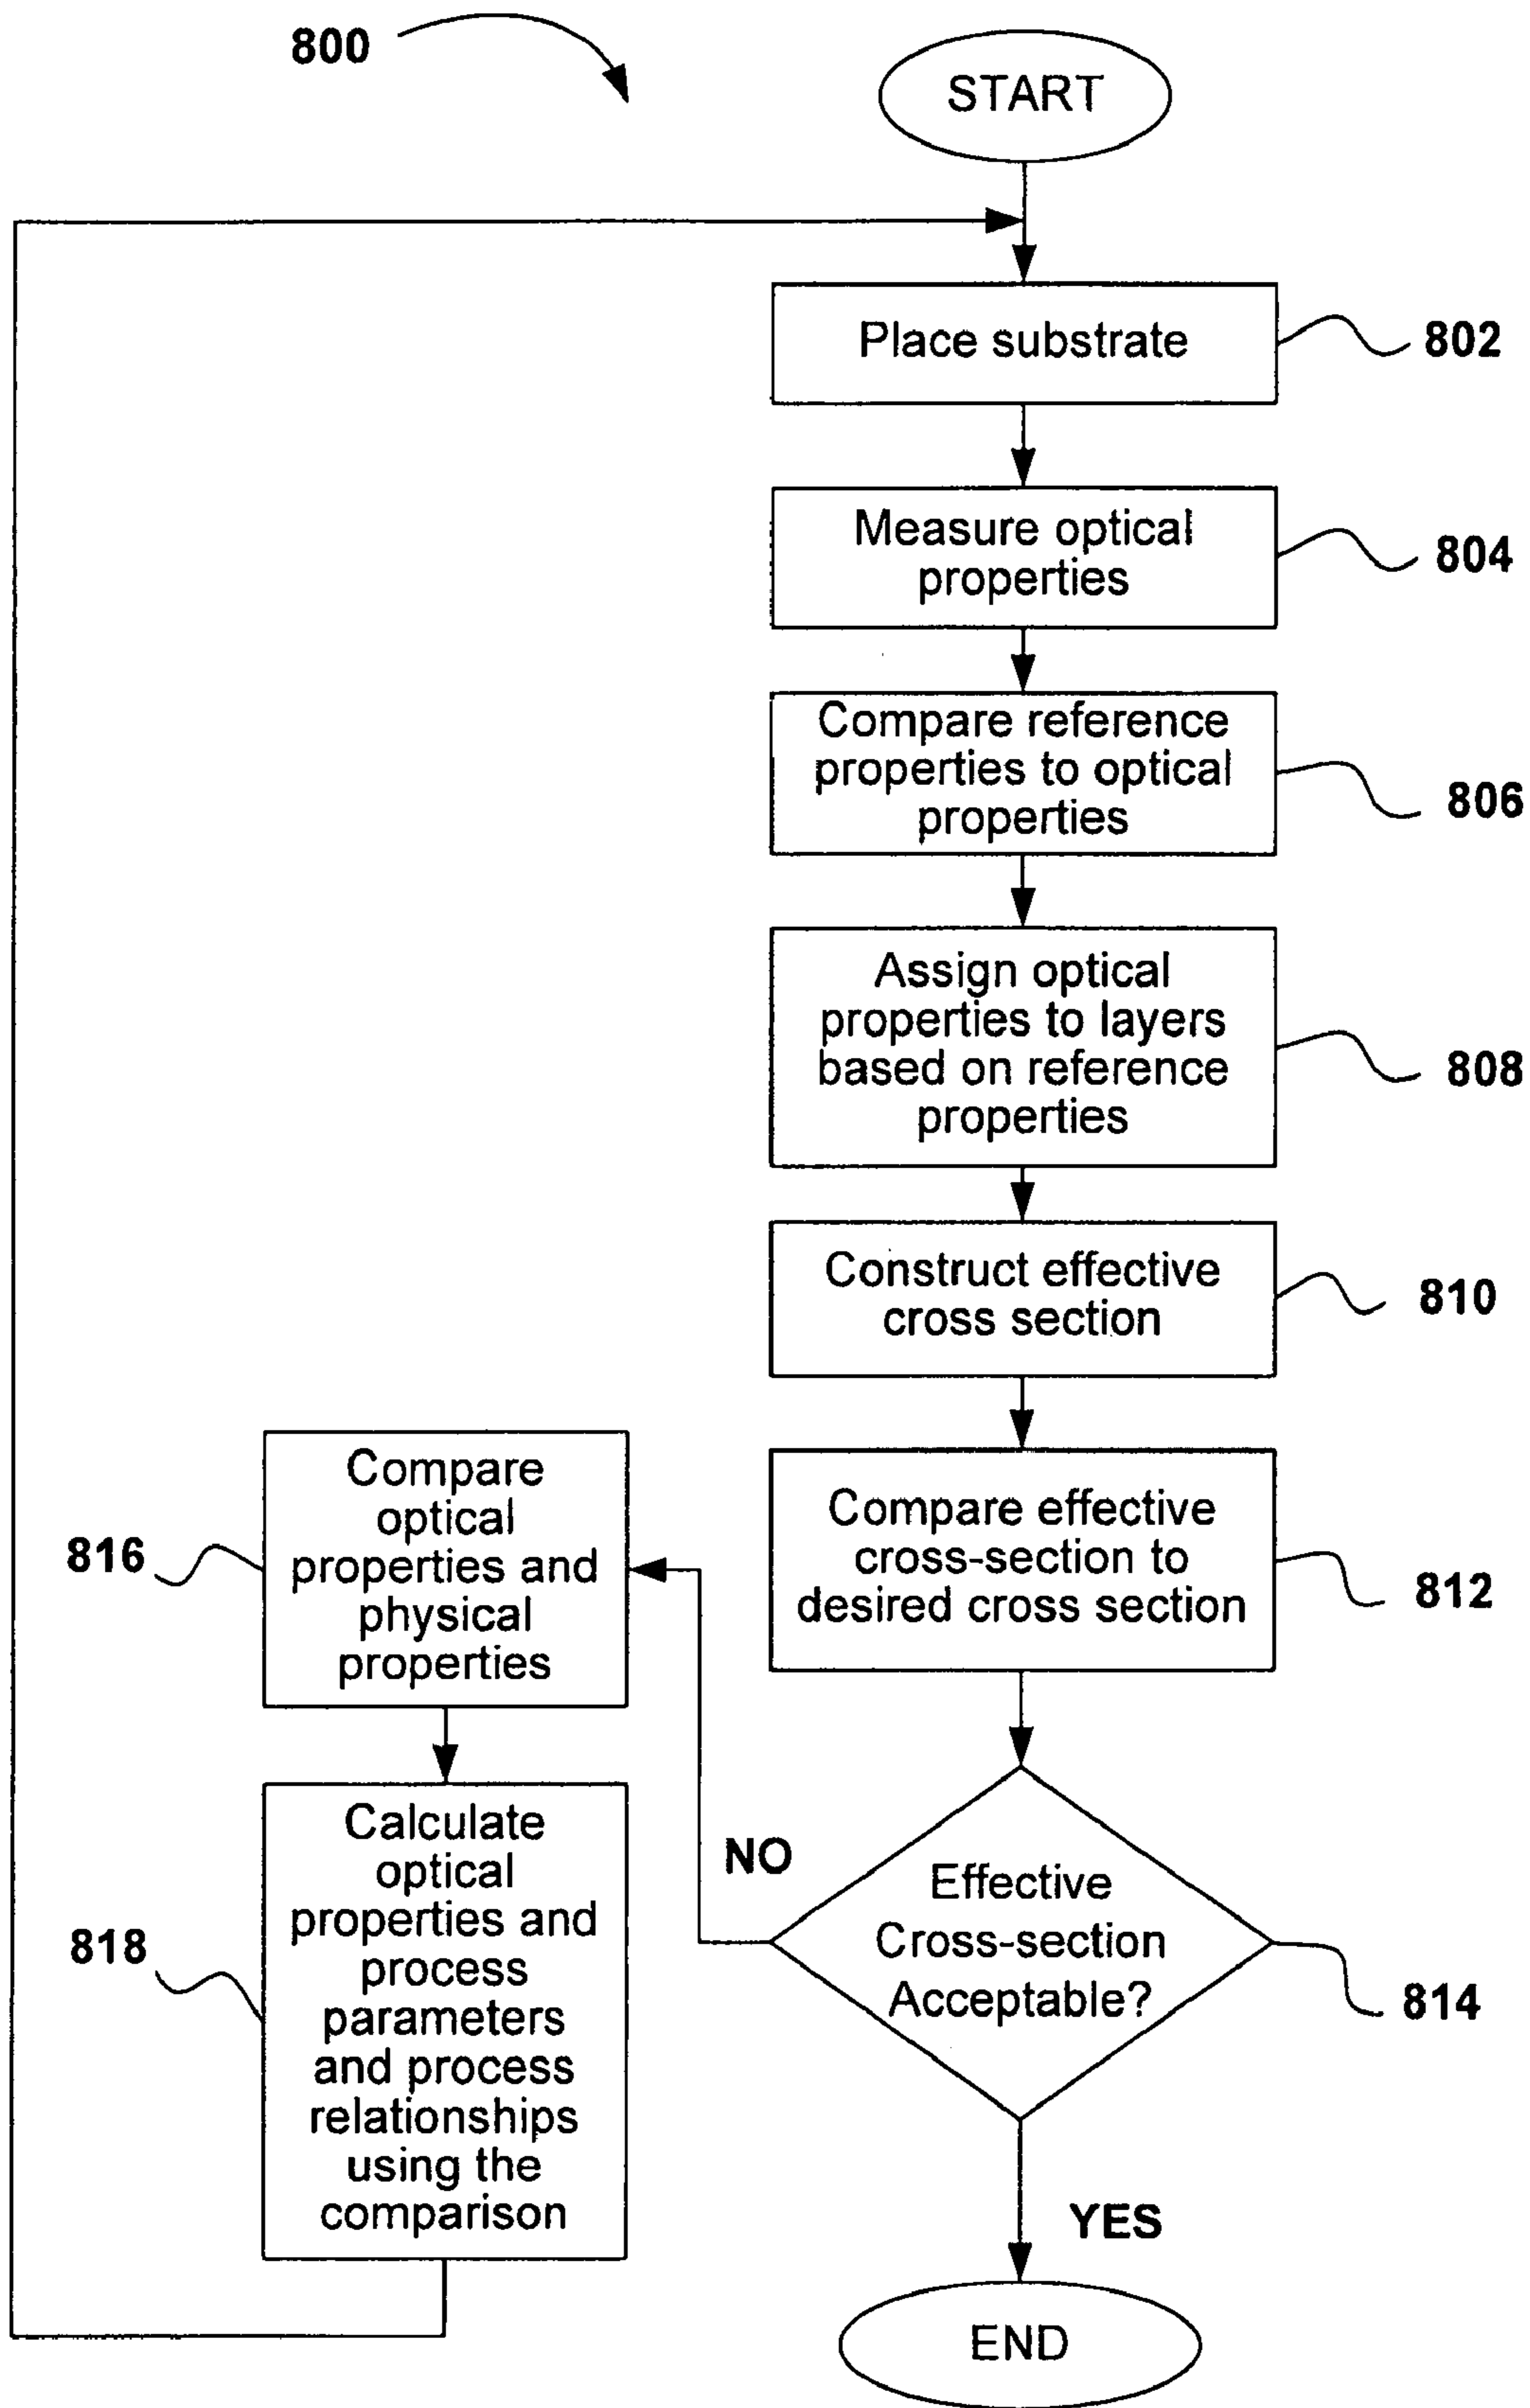 800
START
Place substrate
802
Measure optical
properties
804
Compare reference
properties to optical
properties
806
Assign optical
properties to layers
based on reference
properties
808
Construct effective
cross section
810
Compare effective
cross-section to
desired cross section
812
Effective
Cross-section
Acceptable?
814
NO
Compare
optical
properties and
physical
properties
816
Calculate
optical
properties and
process
parameters
and process
relationships
using the
comparison
818
YES
END